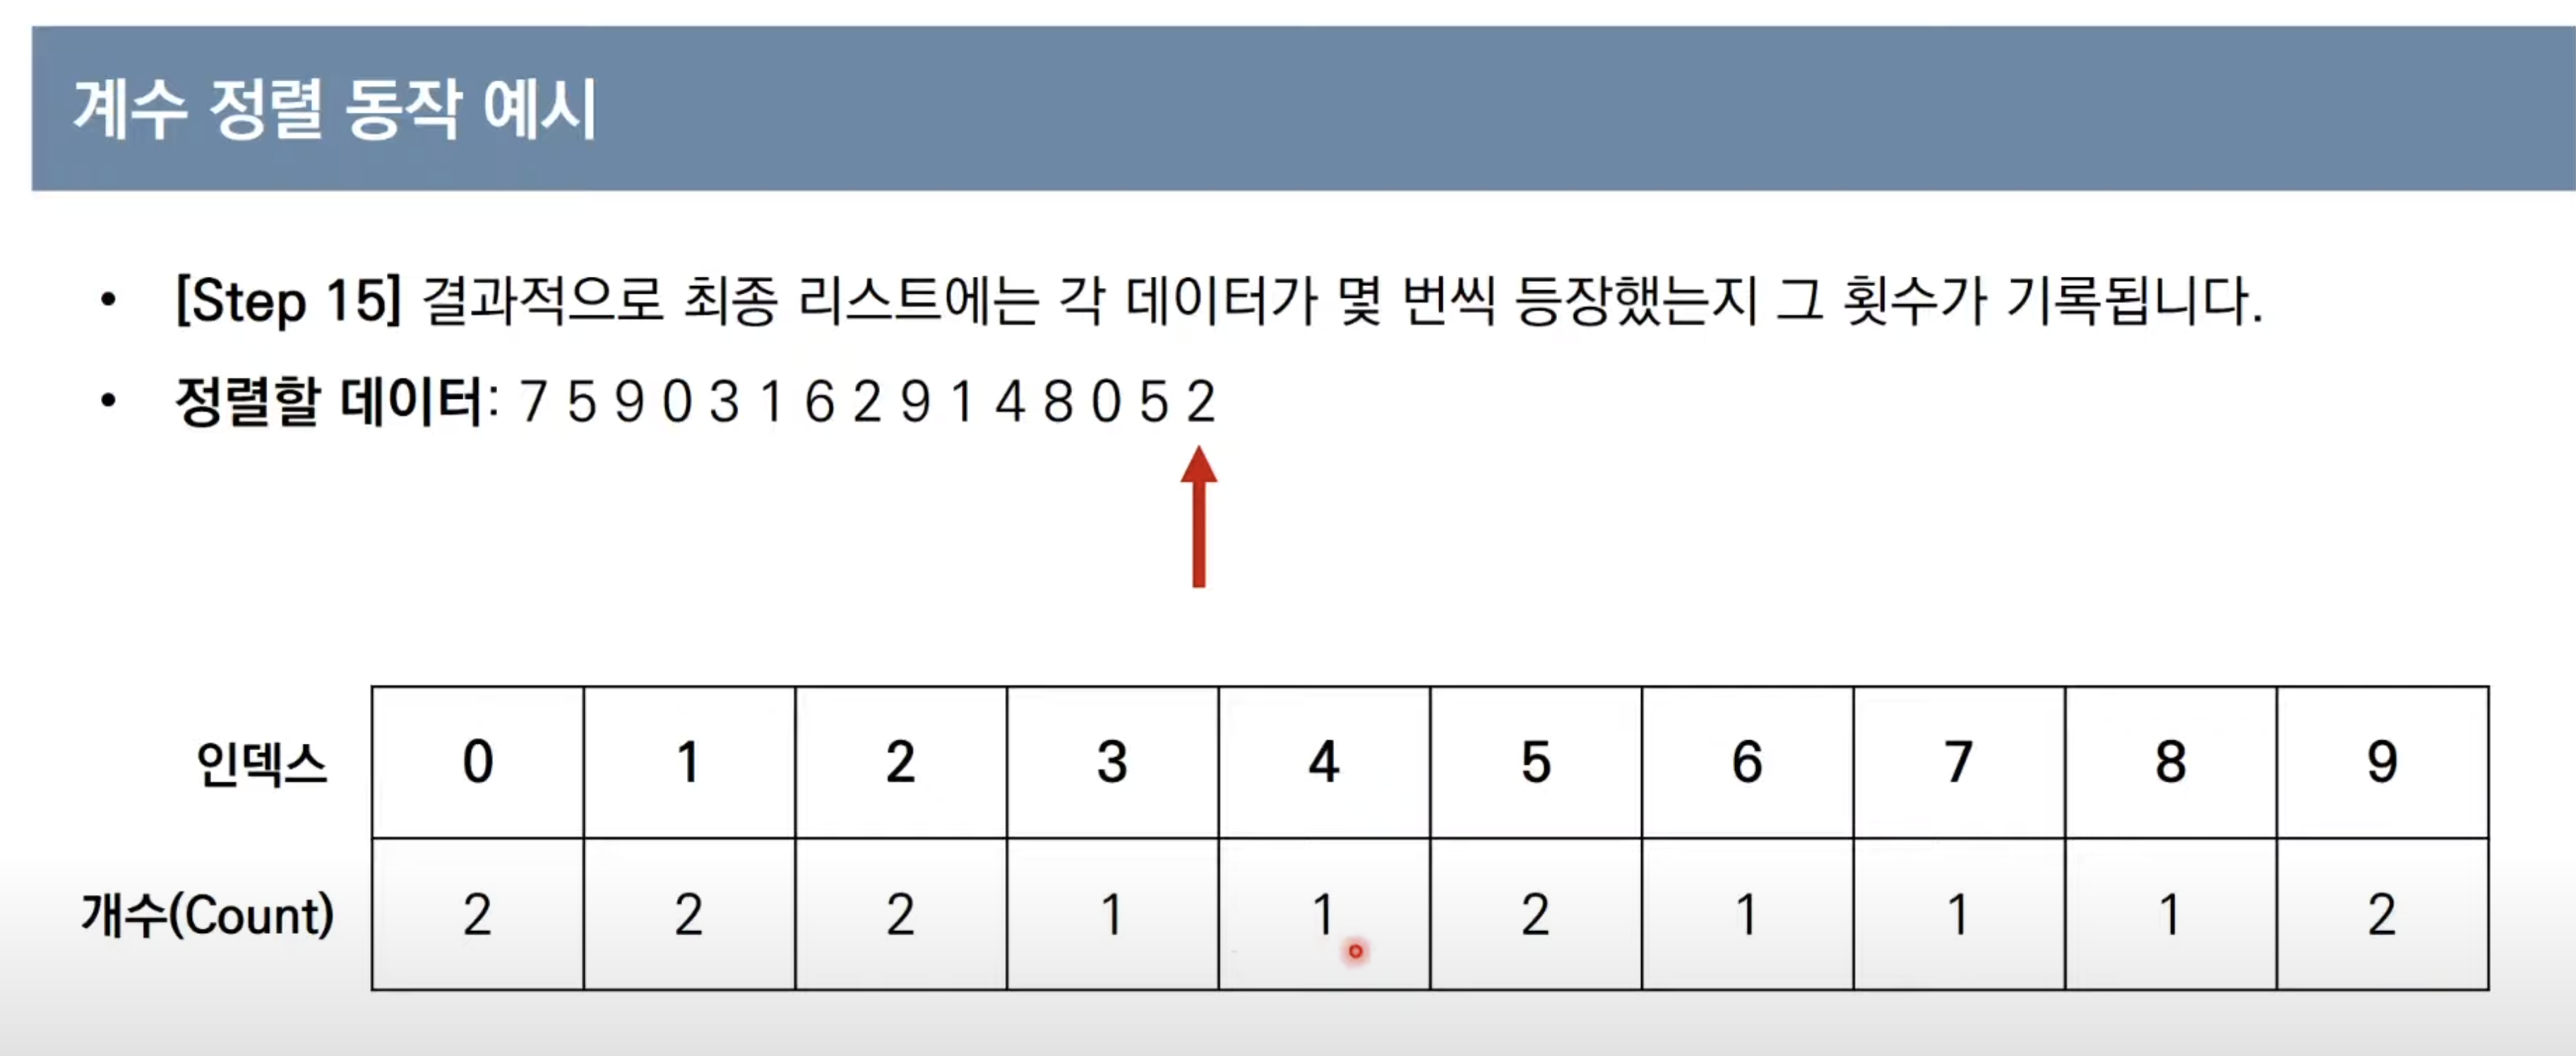 계수 정렬 동작 예시
• [Step 15] 결과적으로 최종 리스트에는 각 데이터가 몇 번씩 등장했는지 그 횟수가 기록됩니다.
• 정렬할 데이터: 7 5 9 0 3 1 6 2 9 1 4 8 0 5 2
인덱스 0 1 2 3 4 5 6 7 8 9
개수(Count) 2 2 2 1 1 2 1 1 1 2